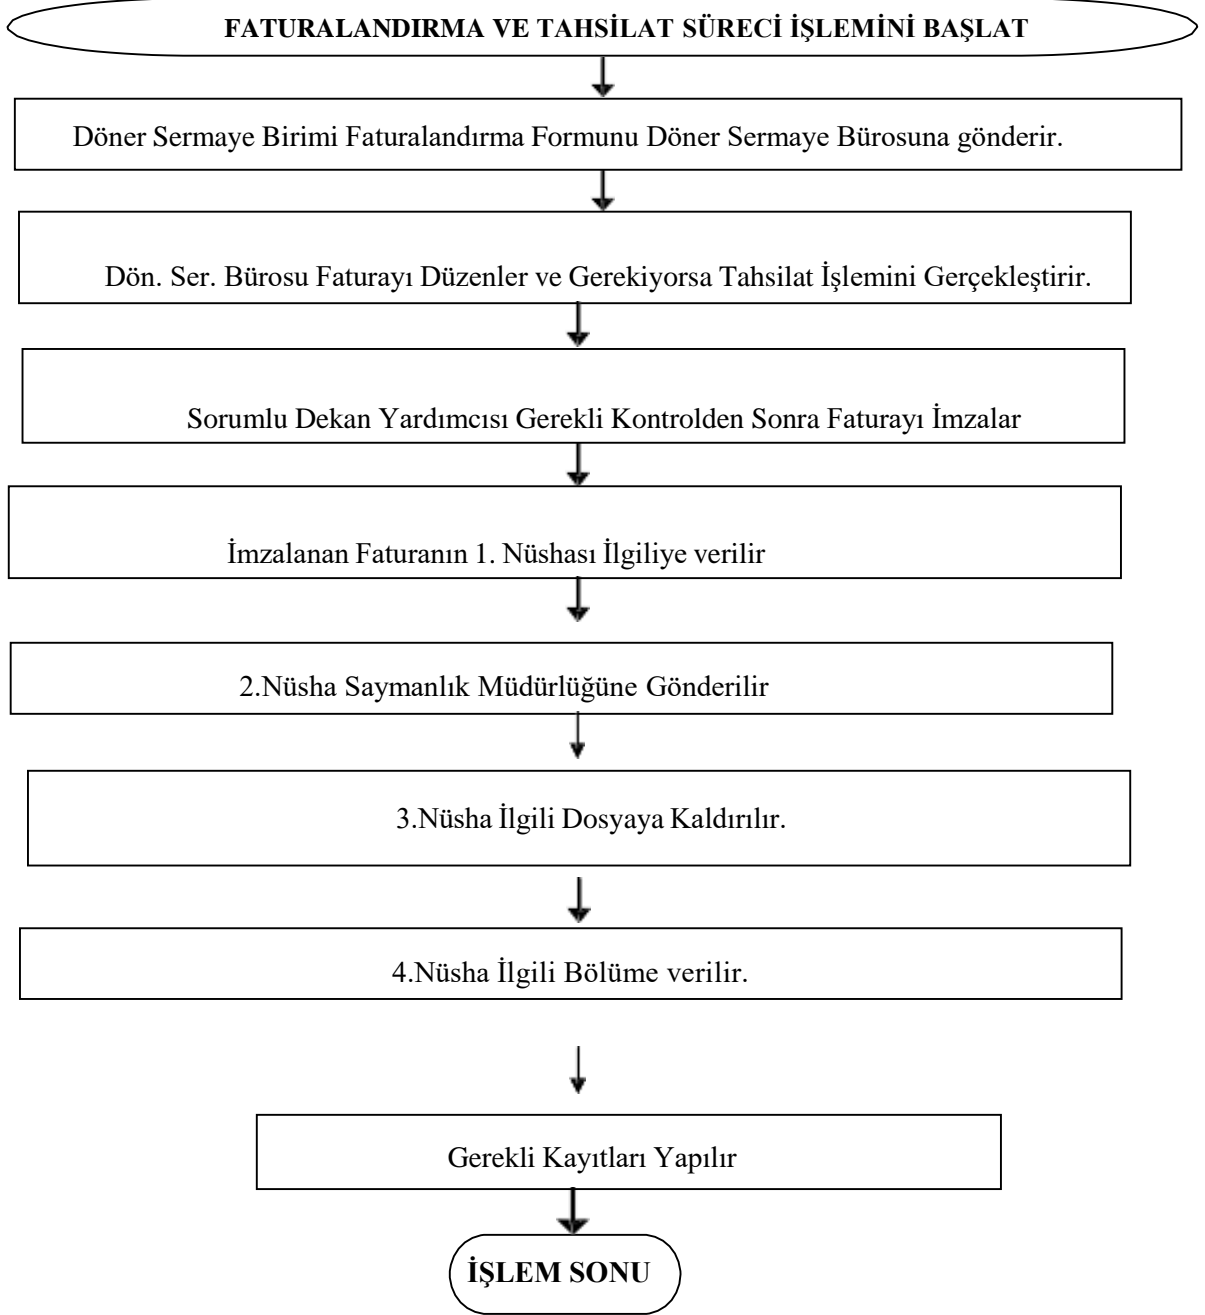 FATURALANDIRMA VE TAHSİLAT SÜRECİ İŞLEMİNİ BAŞLAT
Döner Sermaye Birimi Faturalandırma Formunu Döner Sermaye Bürosuna gönderir.
Dön. Ser. Bürosu Faturayı Düzenler ve Gerekiyorsa Tahsilat İşlemini Gerçekleştirir.
Sorumlu Dekan Yardımcısı Gerekli Kontrolden Sonra Faturayı İmzalar
İmzalanan Faturanın 1. Nüshası İlgiliye verilir
2.Nüsha Saymanlık Müdürlüğüne Gönderilir
3.Nüsha İlgili Dosyaya Kaldırılır.
4.Nüsha İlgili Bölüme verilir.
Gerekli Kayıtları Yapılır
İŞLEM SONU